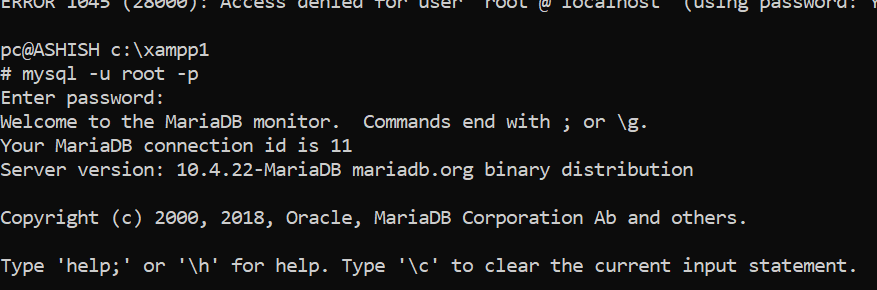 ERROR 1045 (28000): Access denied for user 'root'@'localhost' (using password: Y
pc@ASHISH c:\xampp1
# mysql -u root -p
Enter password:
Welcome to the MariaDB monitor.  Commands end with ; or \g.
Your MariaDB connection id is 11
Server version: 10.4.22-MariaDB mariadb.org binary distribution
Copyright (c) 2000, 2018, Oracle, MariaDB Corporation Ab and others.
Type 'help;' or '\h' for help. Type '\c' to clear the current input statement.